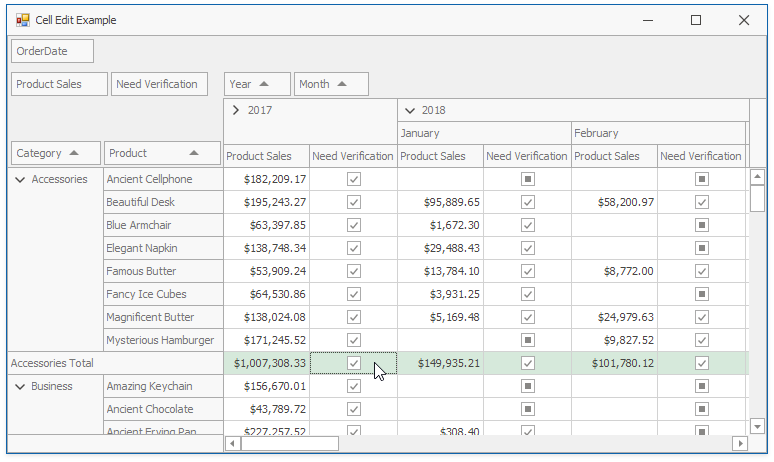 Cell Edit Example
OrderDate
Product Sales Need Verification Year Month
2017 2018
January February
Category Product Product Sales Need Verification Product Sales Need Verification Product Sales Need Verification
Accessories Ancient Cellphone $182,209.17
Beautiful Desk $195,243.27 $95,889.65 $58,200.97
Blue Armchair $63,397.85 $1,672.30
Elegant Napkin $138,748.34 $29,488.43
Famous Butter $53,909.24 $13,784.10 $8,772.00
Fancy Ice Cubes $64,530.86 $3,931.25
Magnificent Butter $138,024.08 $5,169.48 $24,979.63
Mysterious Hamburger $171,245.52 $9,827.52
Accessories Total $1,007,308.33 $149,935.21 $101,780.12
Business Amazing Keychain $156,670.01
Ancient Chocolate $43,789.72
Ancient Frying Pan $227,257.52 $308.40